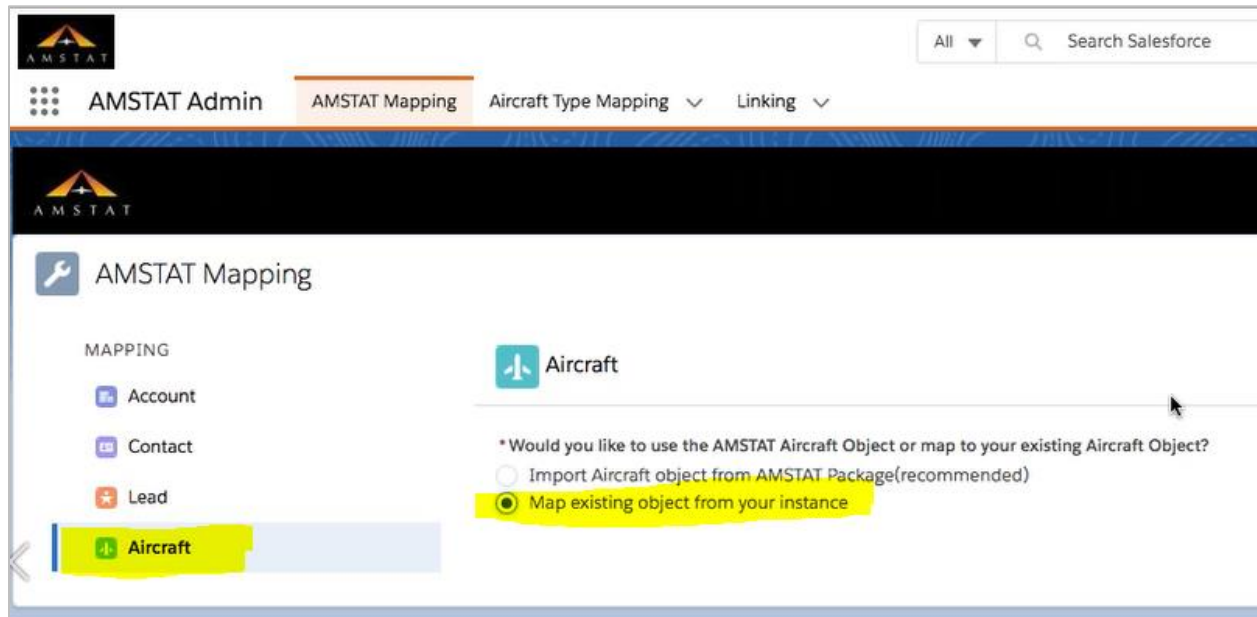 AMSTAT
All
Search Salesforce
AMSTAT Admin
AMSTAT Mapping
Aircraft Type Mapping
Linking
AMSTAT
AMSTAT Mapping
MAPPING
Account
Contact
Lead
Aircraft
Aircraft
*Would you like to use the AMSTAT Aircraft Object or map to your existing Aircraft Object?
Import Aircraft object from AMSTAT Package(recommended)
Map existing object from your instance